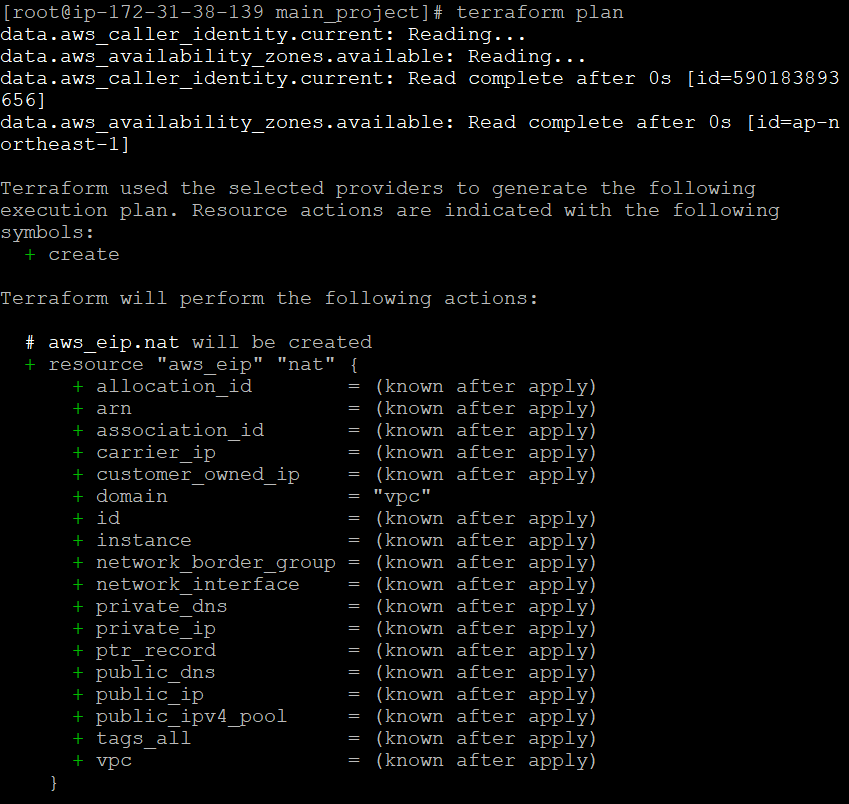 [root@ip-172-31-38-139 main_project]# terraform plan
data.aws_caller_identity.current: Reading...
data.aws_availability_zones.available: Reading...
data.aws_caller_identity.current: Read complete after 0s [id=590183893
656]
data.aws_availability_zones.available: Read complete after 0s [id=ap-n
ortheast-1]

Terraform used the selected providers to generate the following
execution plan. Resource actions are indicated with the following
symbols:
  + create

Terraform will perform the following actions:

  # aws_eip.nat will be created
  + resource "aws_eip" "nat" {
      + allocation_id        = (known after apply)
      + arn                  = (known after apply)
      + association_id       = (known after apply)
      + carrier_ip           = (known after apply)
      + customer_owned_ip    = (known after apply)
      + domain               = "vpc"
      + id                   = (known after apply)
      + instance             = (known after apply)
      + network_border_group = (known after apply)
      + network_interface    = (known after apply)
      + private_dns          = (known after apply)
      + private_ip           = (known after apply)
      + ptr_record           = (known after apply)
      + public_dns           = (known after apply)
      + public_ip            = (known after apply)
      + public_ipv4_pool     = (known after apply)
      + tags_all             = (known after apply)
      + vpc                  = (known after apply)
    }